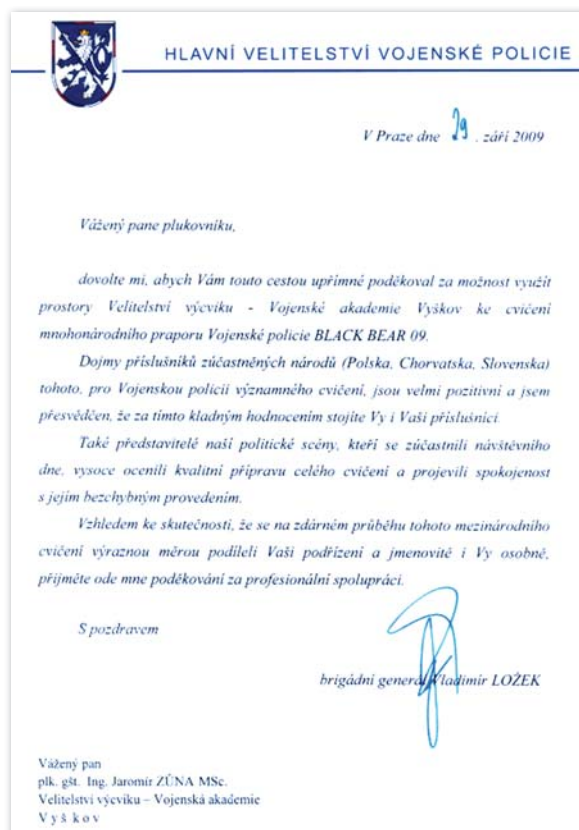 HLAVNÍ VELITELSTVÍ VOJENSKÉ POLICIE
V Praze dne 29. září 2009
Vážený pane plukovníku,
dovolte mi, abych Vám touto cestou upřímně poděkoval za možnost využít
prostory Velitelství výcviku - Vojenské akademie Vyškov ke cvičení
mnohonárodního praporu Vojenské policie BLACK BEAR 09.
Dojmy příslušníků zúčastněných národů (Polska, Chorvatska, Slovenska)
tohoto, pro Vojenskou policii významného cvičení, jsou velmi pozitivní a jsem
přesvědčen, že za tímto kladným hodnocením stojíte Vy i Vaši příslušníci.
Také představitelé naší politické scény, kteří se zúčastnili návštěvního
dne, vysoce ocenili kvalitní přípravu celého cvičení a projevili spokojenost
s jejím bezchybným provedením.
Vzhledem ke skutečnosti, že se na zdárném průběhu tohoto mezinárodního
cvičení výraznou měrou podíleli Vaši podřízení a jmenovitě i Vy osobně,
přijměte ode mne poděkování za profesionální spolupráci.
S pozdravem
brigádní generál Vladimír LOŽEK
Vážený pan
plk. gšt. Ing. Jaromír ZŮNA MSc.
Velitelství výcviku – Vojenská akademie
V y š k o v